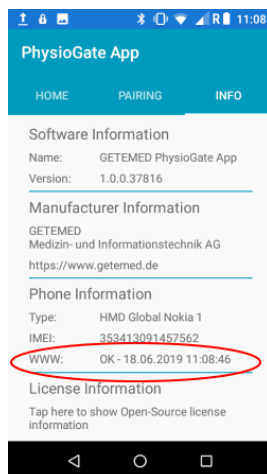 R 11:08
PhysioGate App
HOME PAIRING INFO
Software Information
Name: GETEMED PhysioGate App
Version: 1.0.0.37816
Manufacturer Information
GETEMED
Medizin- und Informationstechnik AG
https://www.getemed.de
Phone Information
Type: HMD Global Nokia 1
IMEI: 353413091457562
WWW: OK - 18.06.2019 11:08:46
License Information
Tap here to show Open-Source license
information